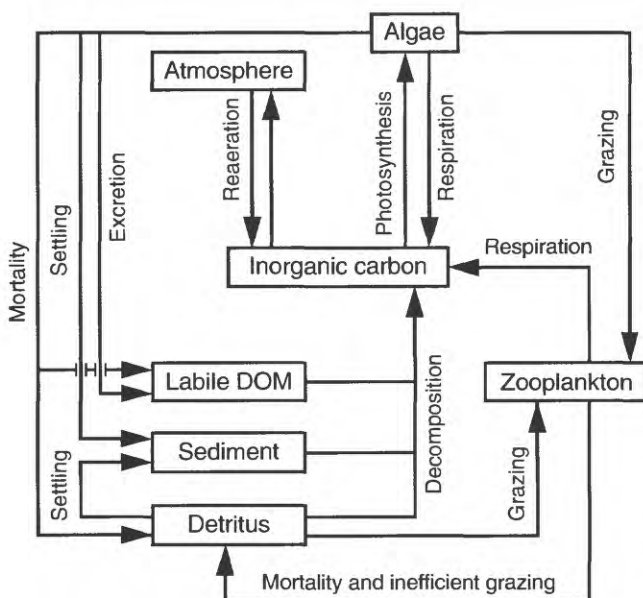 Algae
Atmosphere
Reaeration
Photosynthesis
Respiration
Grazing
Mortality
Settling
Excretion
Inorganic carbon
Respiration
Labile DOM
Zooplankton
Decomposition
Sediment
Settling
Grazing
Detritus
Mortality and inefficient grazing